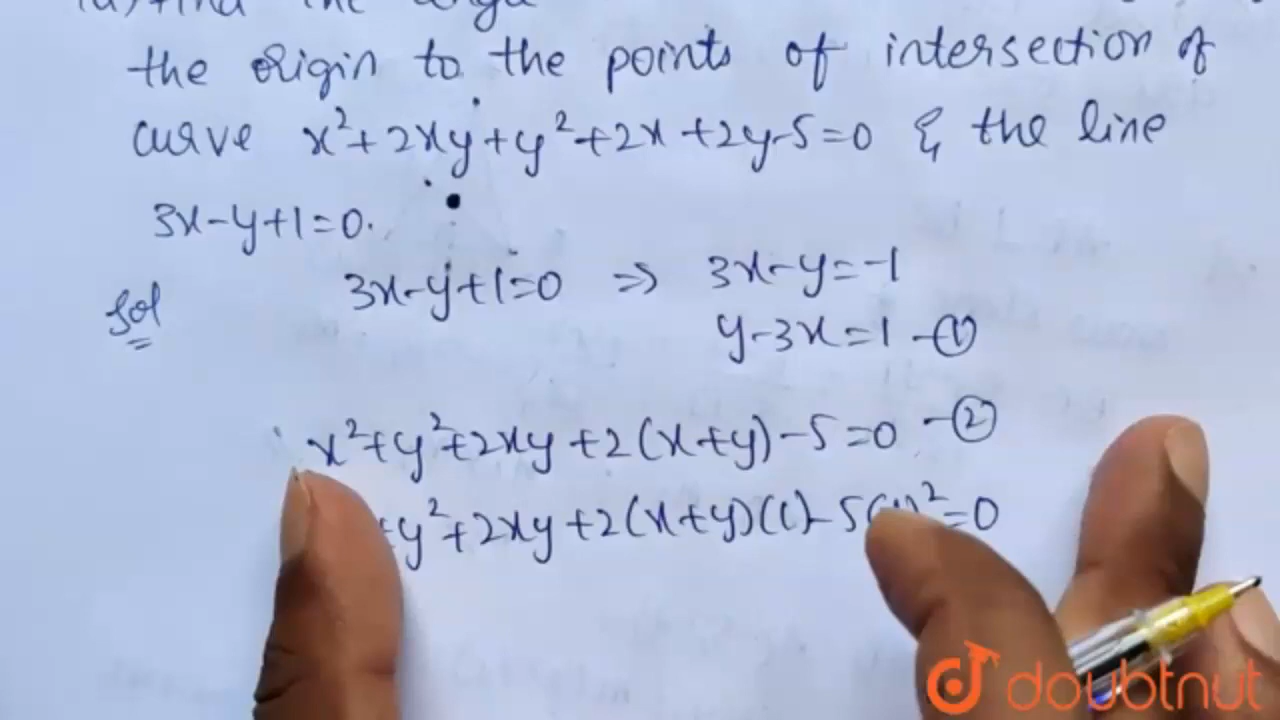 the origin to the points of intersection of
curve x²+2xy+y²+2x+2y-5=0 & the line
3x-y+1=0.
Sol 3x-y+1=0 ⇒ 3x-y=-1
y-3x=1 -①
x²+y²+2xy+2(x+y)-5=0 -②
+y²+2xy+2(x+y)(1)-5()²=0
doubtnut